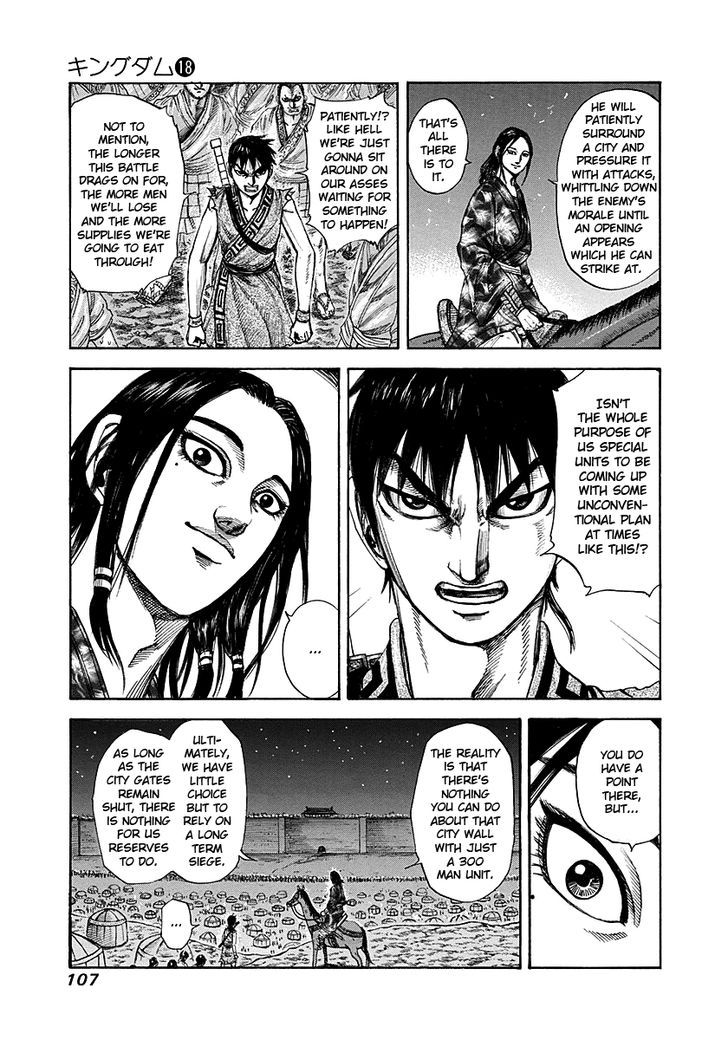 キングダム⓲
HE WILL
PATIENTLY
SURROUND
A CITY AND
PRESSURE IT
WITH ATTACKS,
WHITTLING DOWN
THE ENEMY'S
MORALE UNTIL
AN OPENING
APPEARS
WHICH HE CAN
STRIKE AT.
THAT'S
ALL
THERE
IS TO
IT.
PATIENTLY!?
LIKE HELL
WE'RE JUST
GONNA SIT
AROUND ON
OUR ASSES
WAITING FOR
SOMETHING
TO HAPPEN!
NOT TO
MENTION,
THE LONGER
THIS BATTLE
DRAGS ON FOR,
THE MORE MEN
WE'LL LOSE
AND THE MORE
SUPPLIES WE'RE
GOING TO EAT
THROUGH!
ISN'T
THE WHOLE
PURPOSE OF
US SPECIAL
UNITS TO BE
COMING UP
WITH SOME
UNCONVEN-
TIONAL PLAN
AT TIMES
LIKE THIS!?
...
YOU DO
HAVE A
POINT
THERE,
BUT...
THE REALITY
IS THAT
THERE'S
NOTHING
YOU CAN DO
ABOUT THAT
CITY WALL
WITH JUST
A 300
MAN UNIT.
ULTI-
MATELY,
WE HAVE
LITTLE
CHOICE
BUT TO
RELY ON
A LONG
TERM
SIEGE.
AS LONG
AS THE
CITY GATES
REMAIN
SHUT, THERE
IS NOTHING
FOR US
RESERVES
TO DO.
...
107